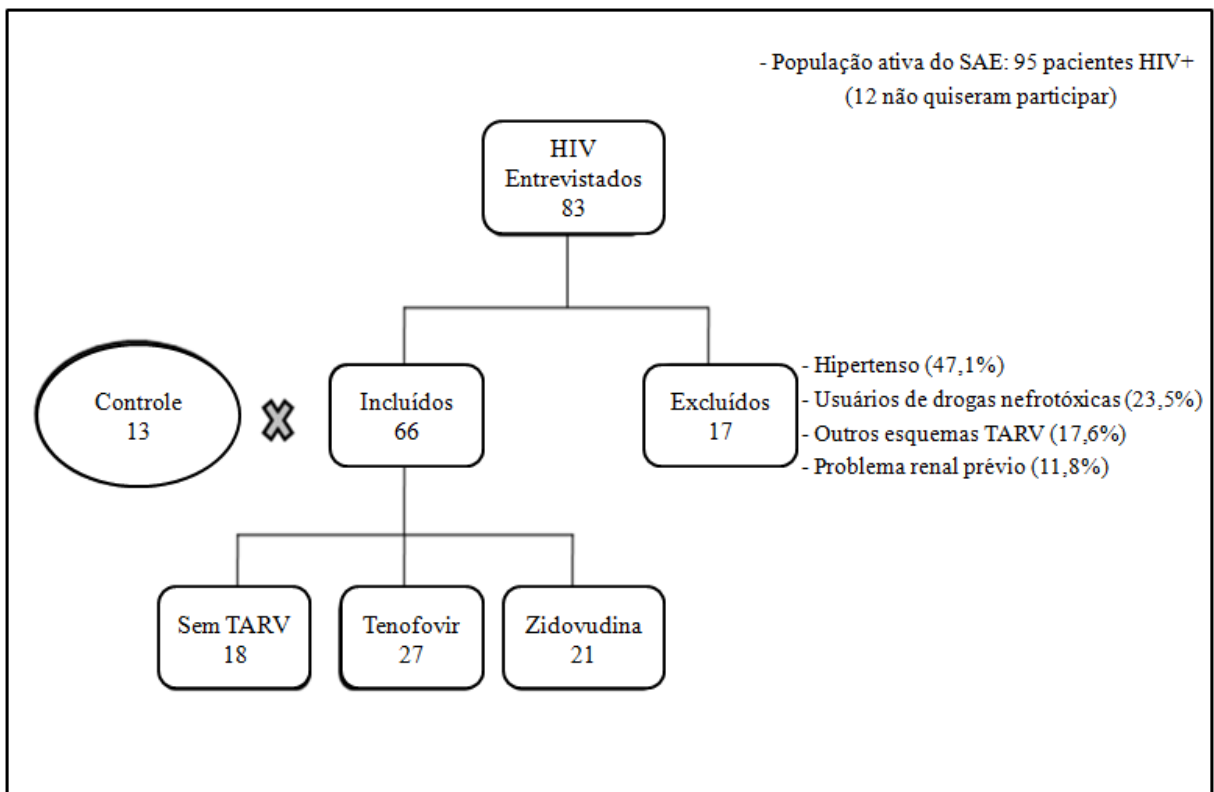 - População ativa do SAE: 95 pacientes HIV+
(12 não quiseram participar)
HIV
Entrevistados
83
Controle
13
Incluídos
66
Excluídos
17
- Hipertenso (47,1%)
- Usuários de drogas nefrotóxicas (23,5%)
- Outros esquemas TARV (17,6%)
- Problema renal prévio (11,8%)
Sem TARV
18
Tenofovir
27
Zidovudina
21